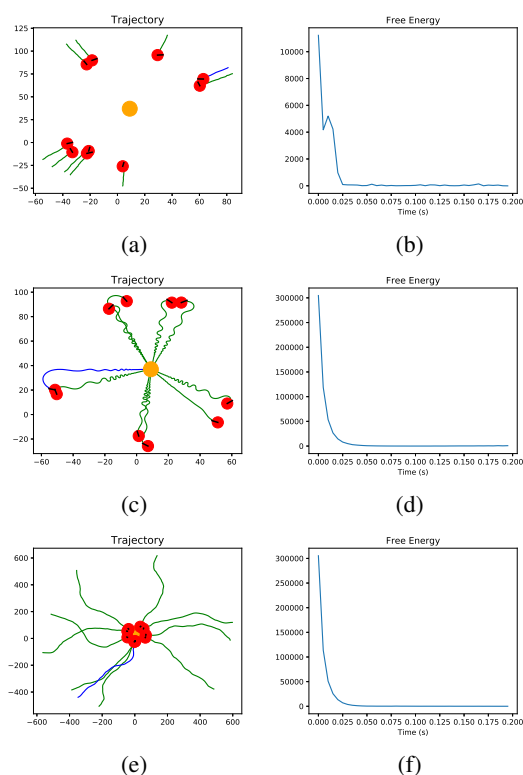 Trajectory
125
100
75
50
25
0
−25
−50
−60 −40 −20 0 20 40 60 80
(a)
Free Energy
10000
8000
6000
4000
2000
0
0.000 0.025 0.050 0.075 0.100 0.125 0.150 0.175 0.200
Time (s)
(b)
Trajectory
100
80
60
40
20
0
−20
−60 −40 −20 0 20 40 60
(c)
Free Energy
300000
250000
200000
150000
100000
50000
0
0.000 0.025 0.050 0.075 0.100 0.125 0.150 0.175 0.200
Time (s)
(d)
Trajectory
600
400
200
0
−200
−400
−600 −400 −200 0 200 400 600
(e)
Free Energy
300000
250000
200000
150000
100000
50000
0
0.000 0.025 0.050 0.075 0.100 0.125 0.150 0.175 0.200
Time (s)
(f)